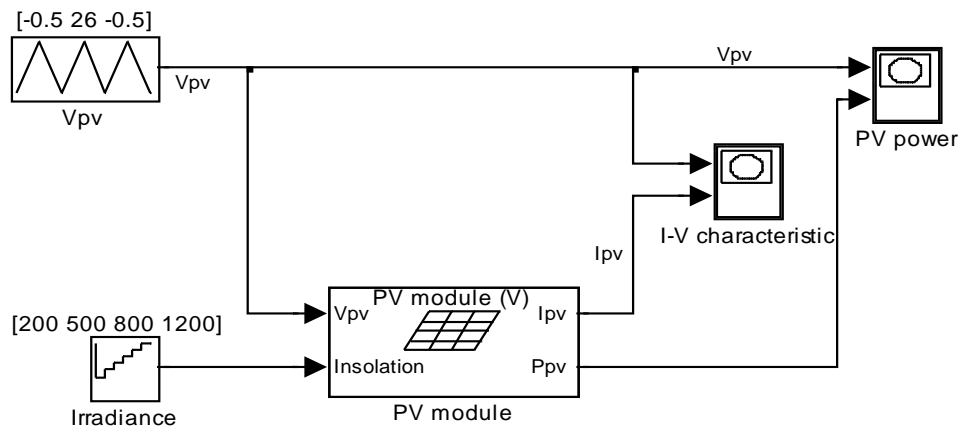 [-0.5 26 -0.5]
Vpv
Vpv
Vpv
PV power
I-V characteristic
Ipv
[200 500 800 1200]
PV module (V)
Vpv
Ipv
Insolation
Ppv
Irradiance
PV module